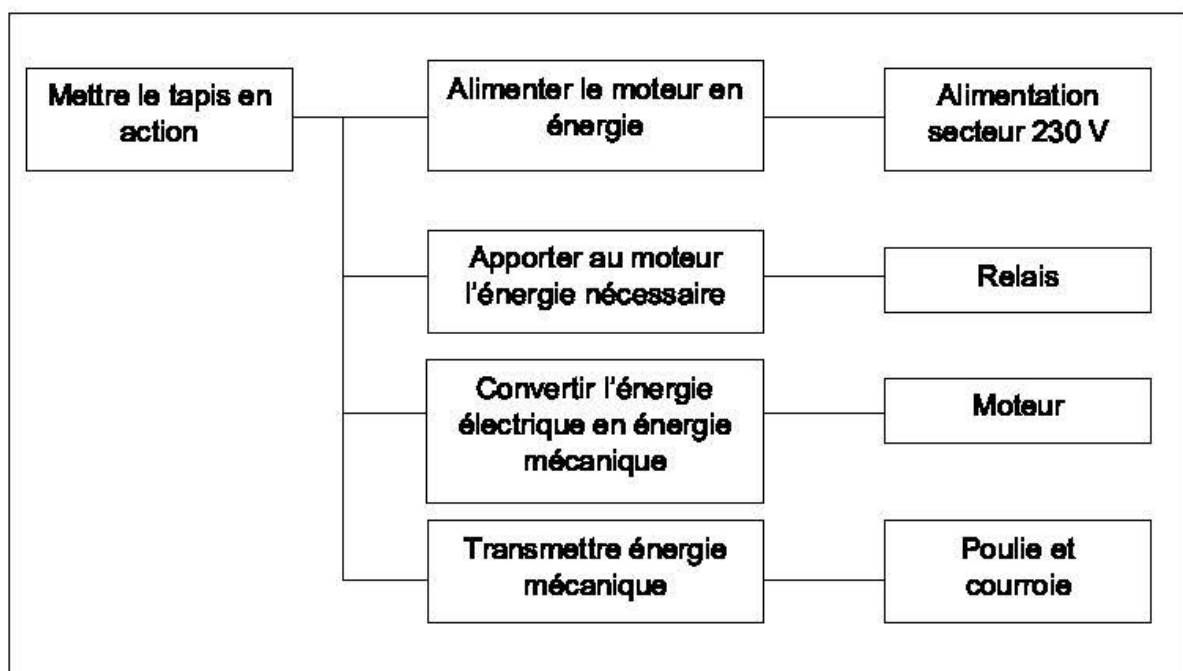 Mettre le tapis en
action
Alimenter le moteur en
énergie
Alimentation
secteur 230 V
Apporter au moteur
l'énergie nécessaire
Relais
Convertir l'énergie
électrique en énergie
mécanique
Moteur
Transmettre énergie
mécanique
Poulie et
courroie